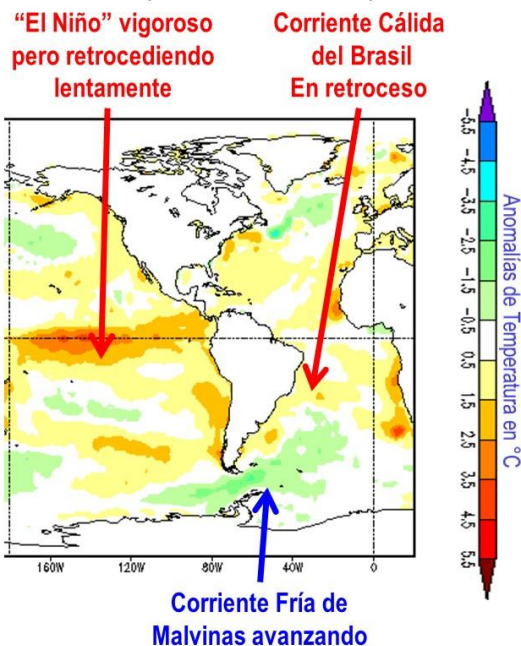 “El Niño” vigoroso
pero retrocediendo
lentamente
Corriente Cálida
del Brasil
En retroceso
-5.5
-4.5
-3.5
-2.5
-1.5
-0.5
0.5
1.5
2.5
3.5
4.5
5.5
Anomalías de Temperatura en °C
160W
120W
80W
40W
0
Corriente Fría de
Malvinas avanzando